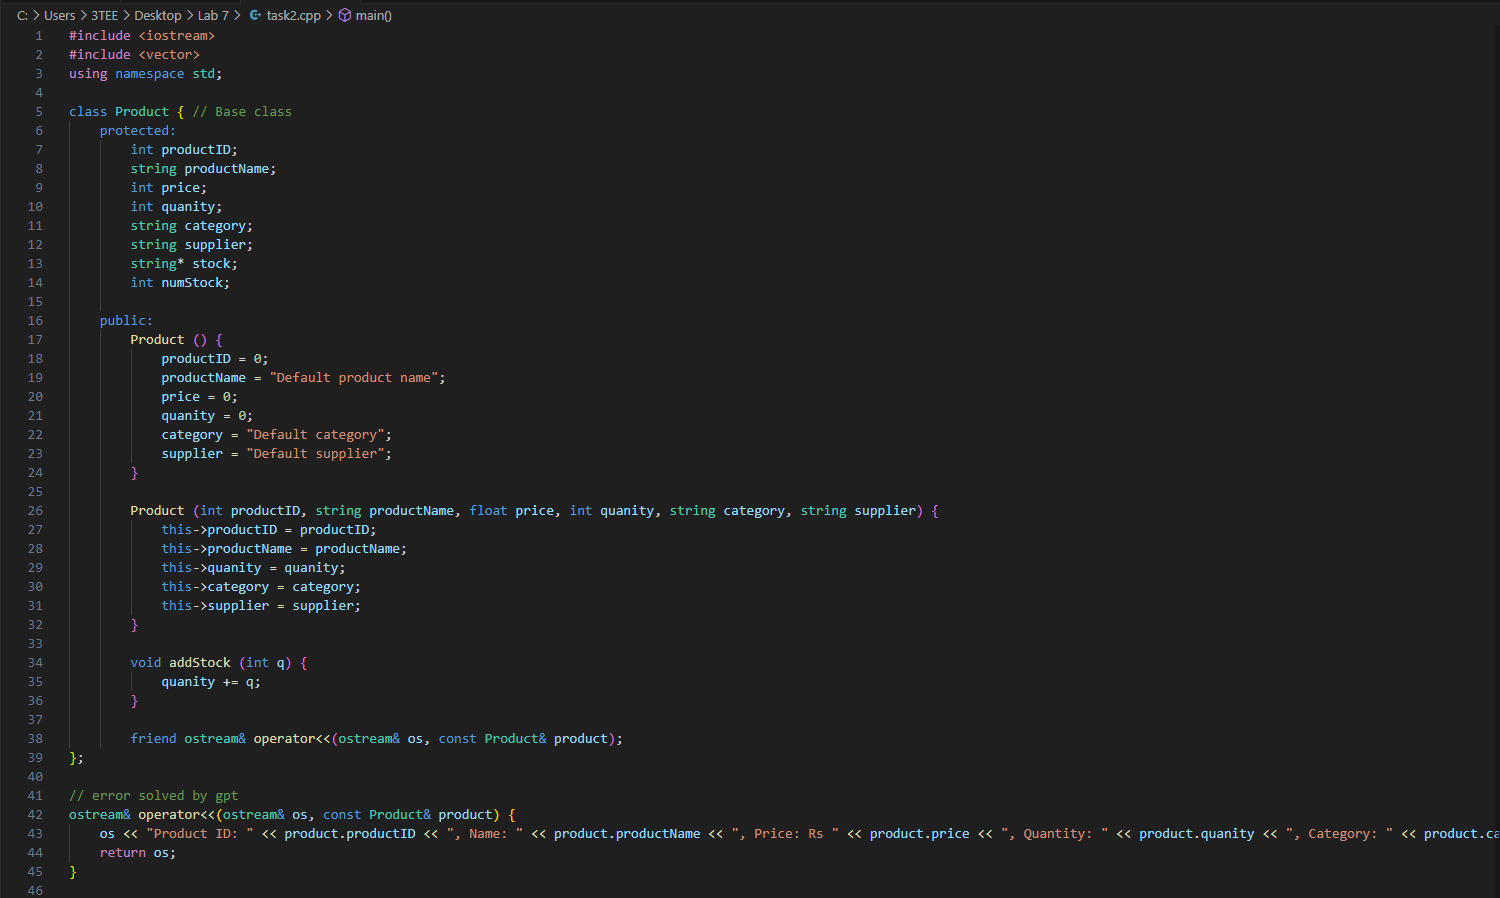 C: > Users > 3TEE > Desktop > Lab 7 > task2.cpp > main()
1 #include <iostream>
2 #include <vector>
3 using namespace std;
4
5 class Product { // Base class
6     protected:
7         int productID;
8         string productName;
9         int price;
10         int quanity;
11         string category;
12         string supplier;
13         string* stock;
14         int numStock;
15
16     public:
17         Product () {
18             productID = 0;
19             productName = "Default product name";
20             price = 0;
21             quanity = 0;
22             category = "Default category";
23             supplier = "Default supplier";
24         }
25
26         Product (int productID, string productName, float price, int quanity, string category, string supplier) {
27             this->productID = productID;
28             this->productName = productName;
29             this->quanity = quanity;
30             this->category = category;
31             this->supplier = supplier;
32         }
33
34         void addStock (int q) {
35             quanity += q;
36         }
37
38         friend ostream& operator<<(ostream& os, const Product& product);
39 };
40
41 // error solved by gpt
42 ostream& operator<<(ostream& os, const Product& product) {
43     os << "Product ID: " << product.productID << ", Name: " << product.productName << ", Price: Rs " << product.price << ", Quantity: " << product.quanity << ", Category: " << product.ca
44     return os;
45 }
46